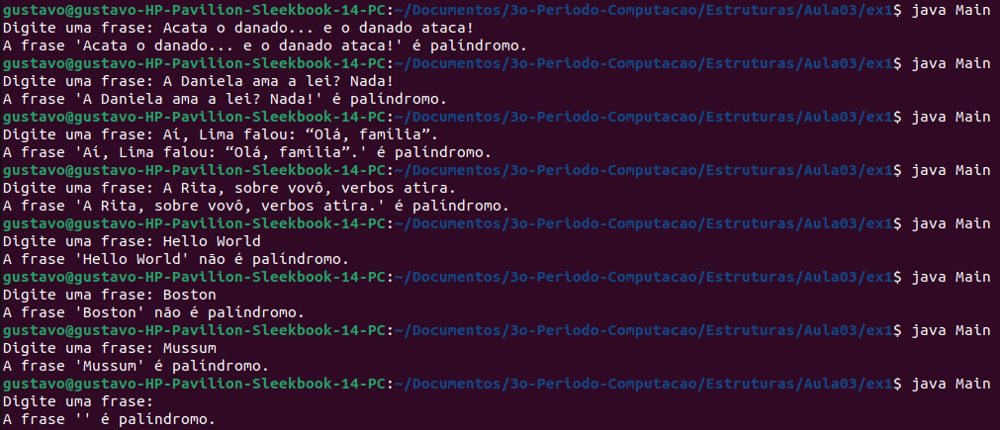 gustavo@gustavo-HP-Pavilion-Sleekbook-14-PC:~/Documentos/3o-Periodo-Computacao/Estruturas/Aula03/ex1$ java Main
Digite uma frase: Acata o danado... e o danado ataca!
A frase 'Acata o danado... e o danado ataca!' é palíndromo.
gustavo@gustavo-HP-Pavilion-Sleekbook-14-PC:~/Documentos/3o-Periodo-Computacao/Estruturas/Aula03/ex1$ java Main
Digite uma frase: A Daniela ama a lei? Nada!
A frase 'A Daniela ama a lei? Nada!' é palíndromo.
gustavo@gustavo-HP-Pavilion-Sleekbook-14-PC:~/Documentos/3o-Periodo-Computacao/Estruturas/Aula03/ex1$ java Main
Digite uma frase: Aí, Lima falou: “Olá, família”.
A frase 'Aí, Lima falou: “Olá, família”.' é palíndromo.
gustavo@gustavo-HP-Pavilion-Sleekbook-14-PC:~/Documentos/3o-Periodo-Computacao/Estruturas/Aula03/ex1$ java Main
Digite uma frase: A Rita, sobre vovô, verbos atira.
A frase 'A Rita, sobre vovô, verbos atira.' é palíndromo.
gustavo@gustavo-HP-Pavilion-Sleekbook-14-PC:~/Documentos/3o-Periodo-Computacao/Estruturas/Aula03/ex1$ java Main
Digite uma frase: Hello World
A frase 'Hello World' não é palíndromo.
gustavo@gustavo-HP-Pavilion-Sleekbook-14-PC:~/Documentos/3o-Periodo-Computacao/Estruturas/Aula03/ex1$ java Main
Digite uma frase: Boston
A frase 'Boston' não é palíndromo.
gustavo@gustavo-HP-Pavilion-Sleekbook-14-PC:~/Documentos/3o-Periodo-Computacao/Estruturas/Aula03/ex1$ java Main
Digite uma frase: Mussum
A frase 'Mussum' é palíndromo.
gustavo@gustavo-HP-Pavilion-Sleekbook-14-PC:~/Documentos/3o-Periodo-Computacao/Estruturas/Aula03/ex1$ java Main
Digite uma frase:
A frase '' é palíndromo.